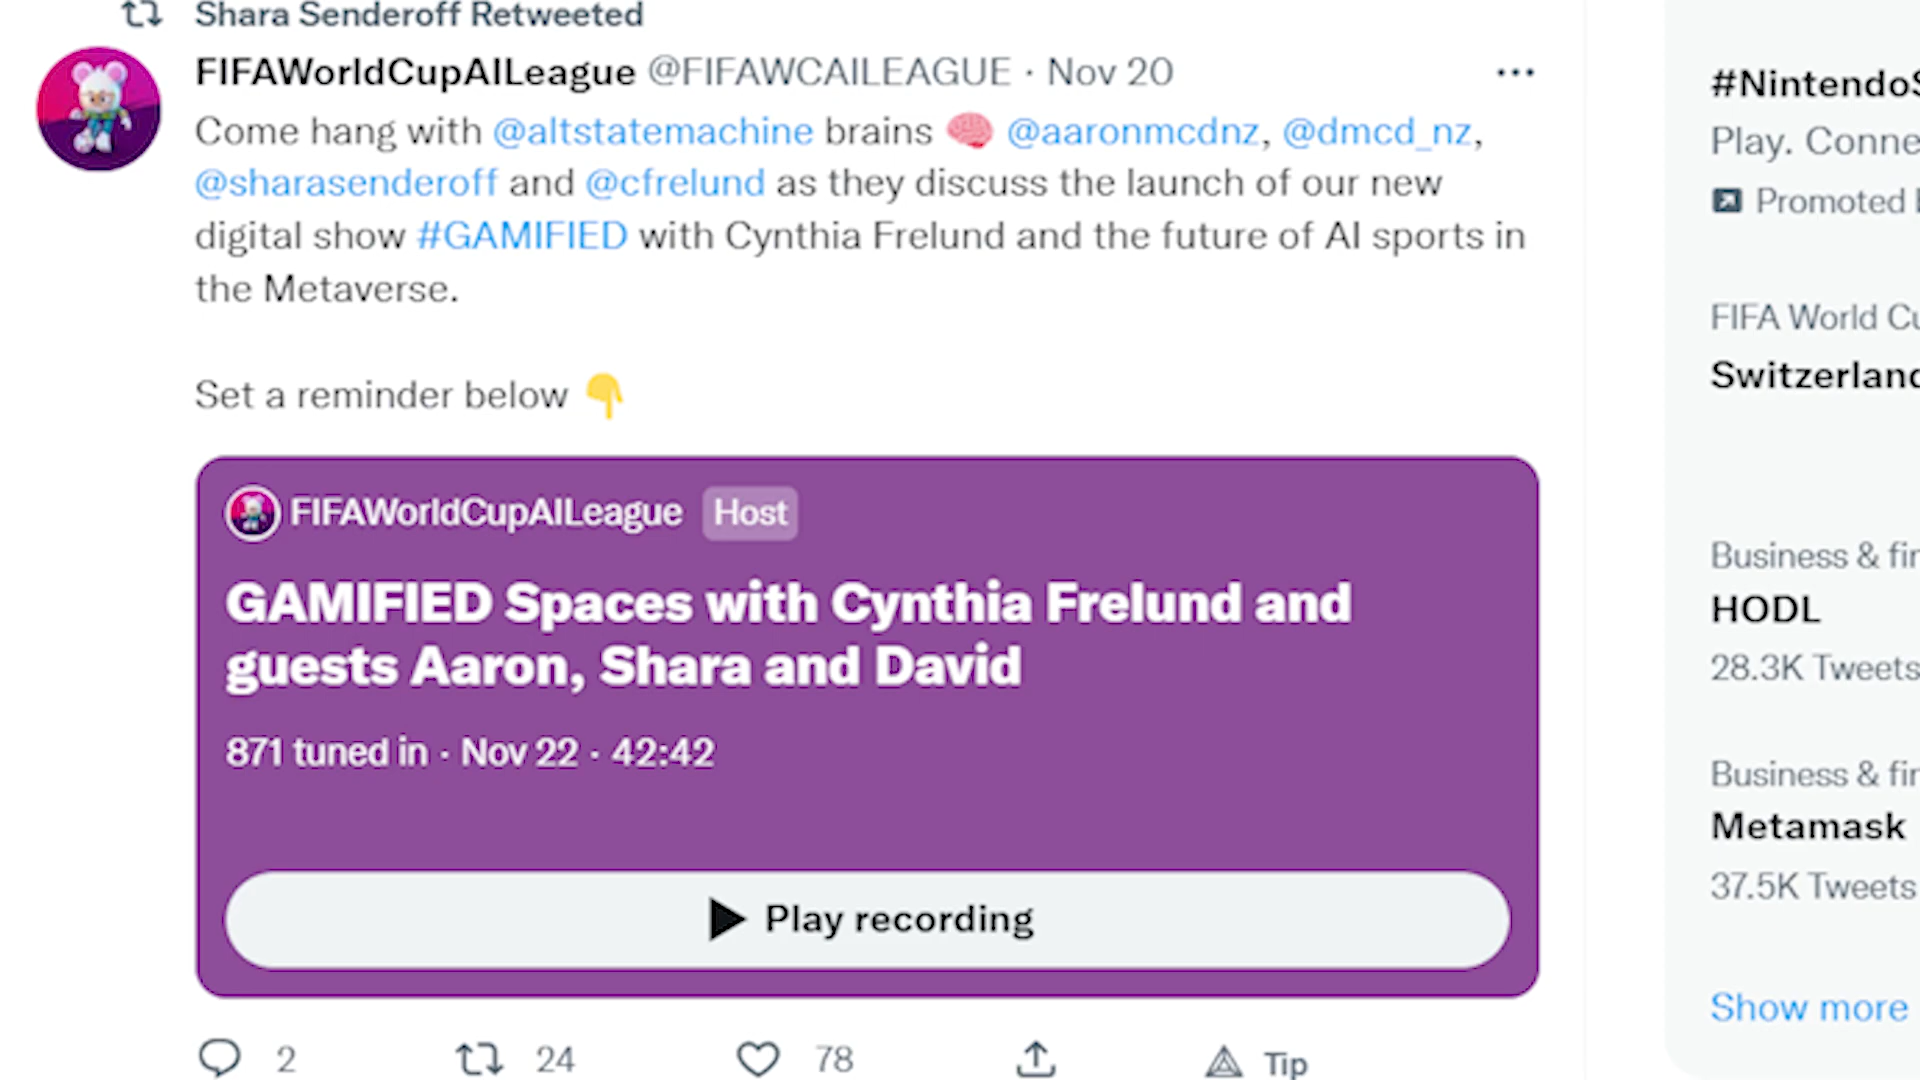 Shara Senderoff Retweeted
FIFAWorldCupAILeague @FIFAWCAILEAGUE · Nov 20
Come hang with @altstatemachine brains 🧠 @aaronmcdnz, @dmcd_nz,
@sharasenderoff and @cfrelund as they discuss the launch of our new
digital show #GAMIFIED with Cynthia Frelund and the future of AI sports in
the Metaverse.
Set a reminder below 👇
FIFAWorldCupAILeague Host
GAMIFIED Spaces with Cynthia Frelund and
guests Aaron, Shara and David
871 tuned in · Nov 22 · 42:42
Play recording
2 24 78 Tip
#NintendoS
Play. Conne
Promoted
FIFA World Cu
Switzerland
Business & fin
HODL
28.3K Tweets
Business & fin
Metamask
37.5K Tweets
Show more